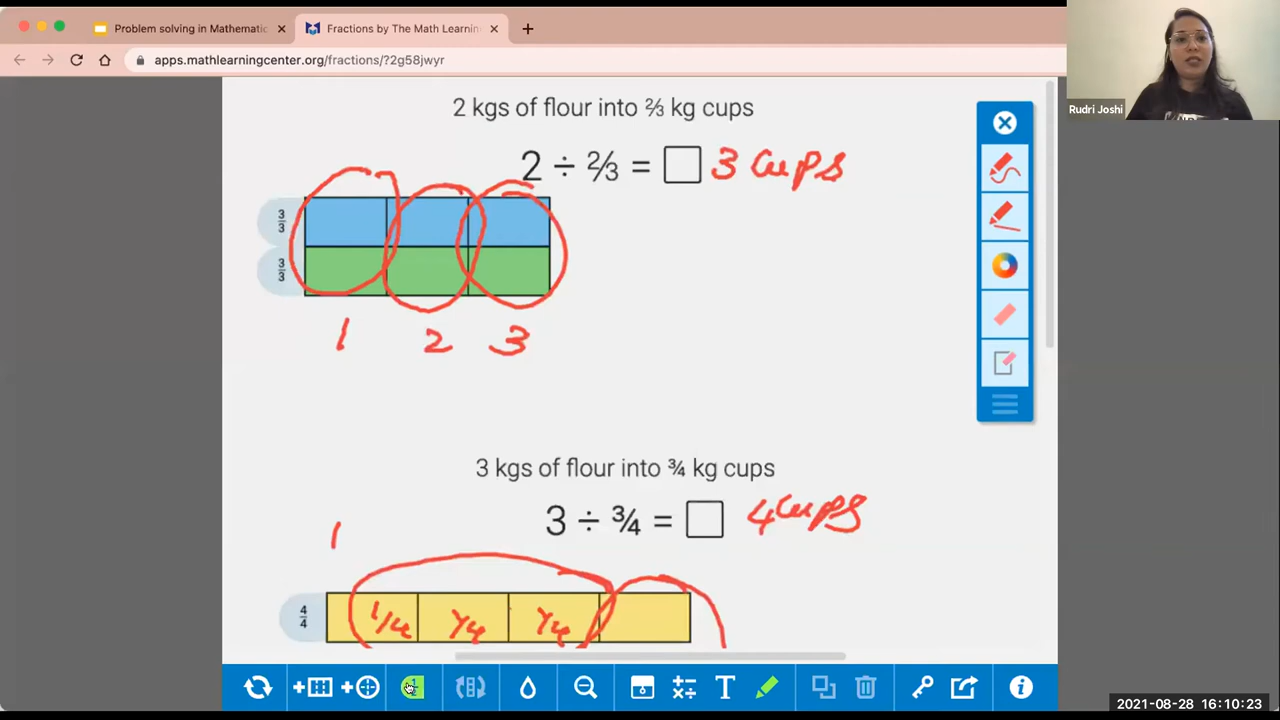 Problem solving in Mathematic
Fractions by The Math Learnin
apps.mathlearningcenter.org/fractions/?2g58jwyr
Rudri Joshi
2 kgs of flour into ⅔ kg cups
2 ÷ ⅔ = □ 3 cups
3/3
3/3
1 2 3
3 kgs of flour into ¾ kg cups
3 ÷ ¾ = □ 4 cups
1
4/4
1/4 1/4 1/4
2021-08-28 16:10:23